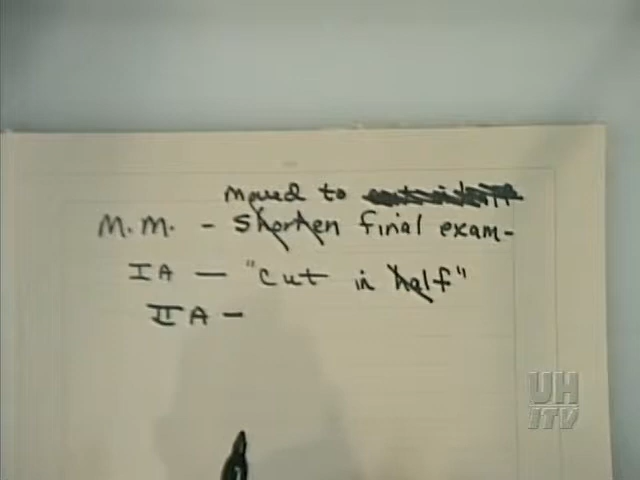 moved to
M.M. - Shorten final exam-
IA - "cut in half"
IIA -
UH
ITV